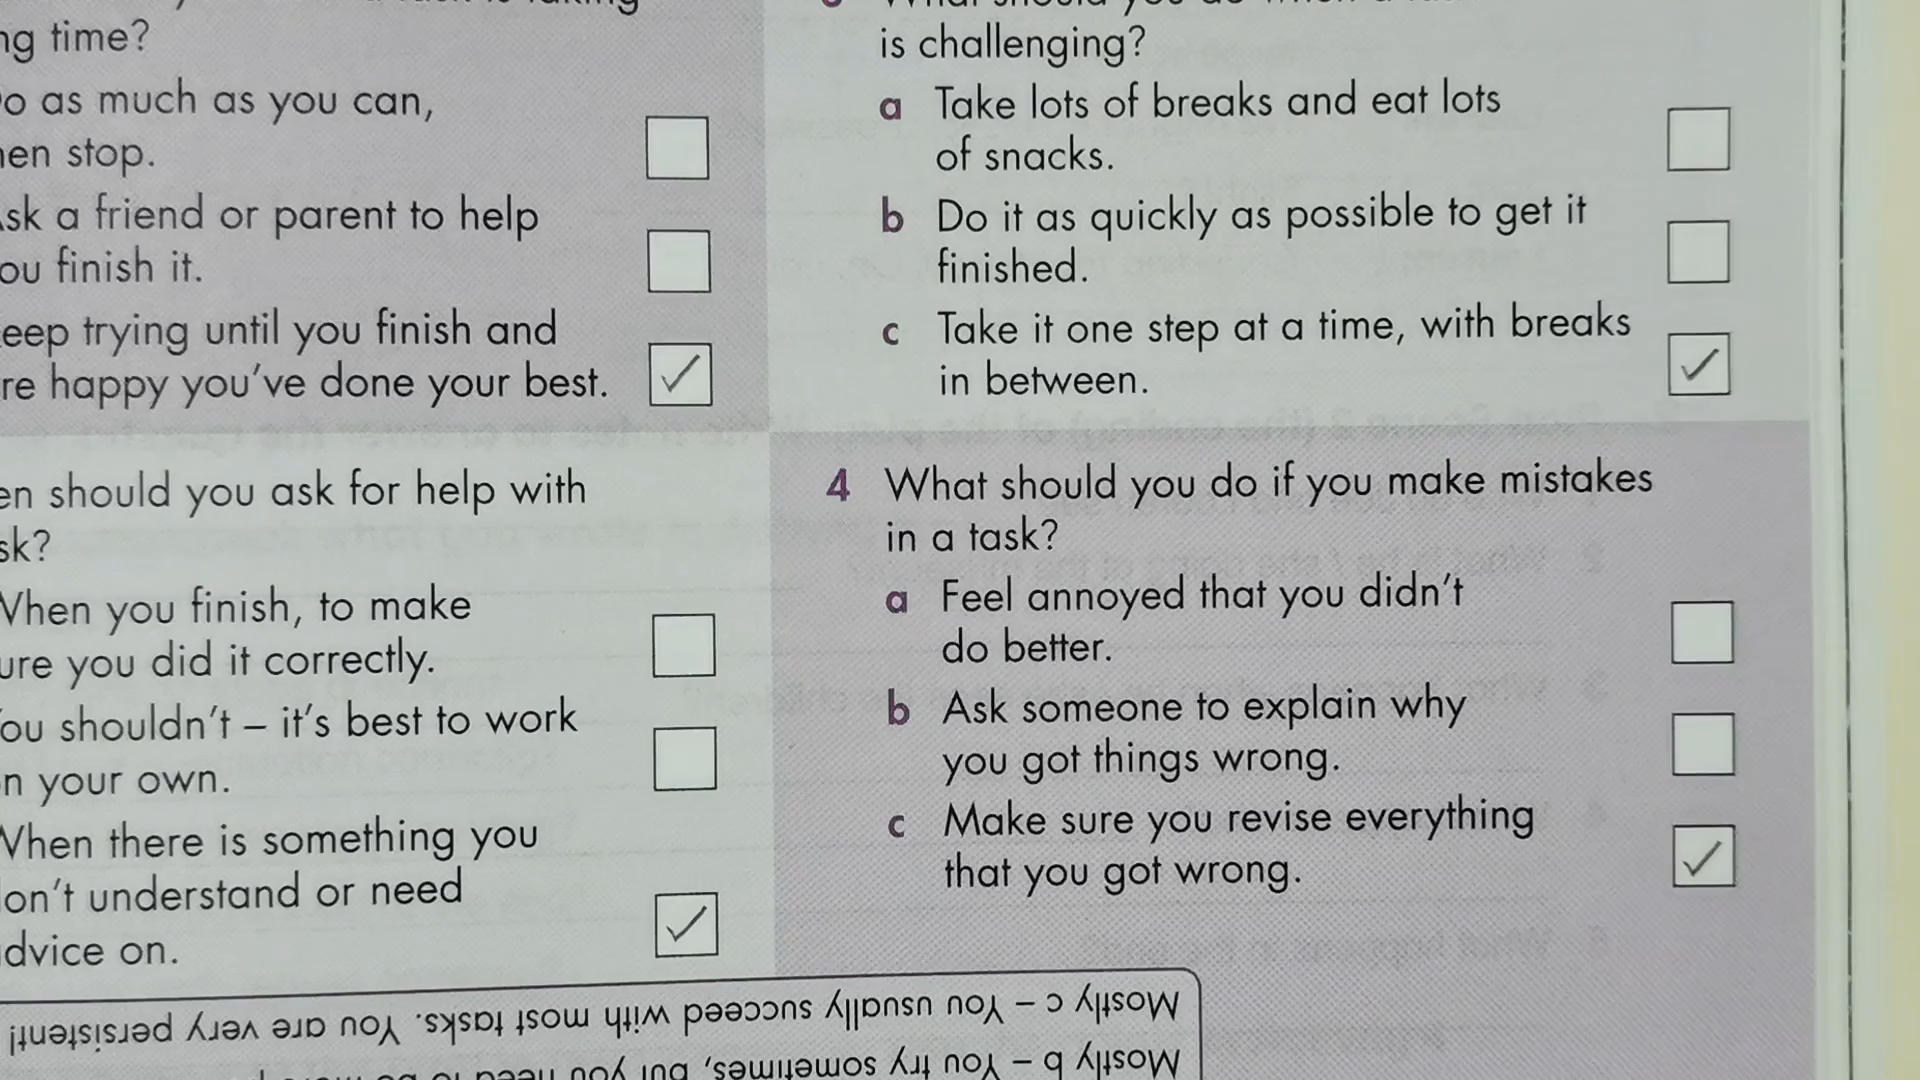 ng time?
o as much as you can,
en stop.
sk a friend or parent to help
ou finish it.
eep trying until you finish and
re happy you've done your best.
en should you ask for help with
sk?
When you finish, to make
ure you did it correctly.
ou shouldn't – it's best to work
n your own.
When there is something you
on't understand or need
dvice on.
is challenging?
a Take lots of breaks and eat lots
of snacks.
b Do it as quickly as possible to get it
finished.
c Take it one step at a time, with breaks
in between.
4 What should you do if you make mistakes
in a task?
a Feel annoyed that you didn't
do better.
b Ask someone to explain why
you got things wrong.
c Make sure you revise everything
that you got wrong.
Mostly b – You try sometimes, but you need to be
Mostly c – You usually succeed with most tasks. You are very persistent!